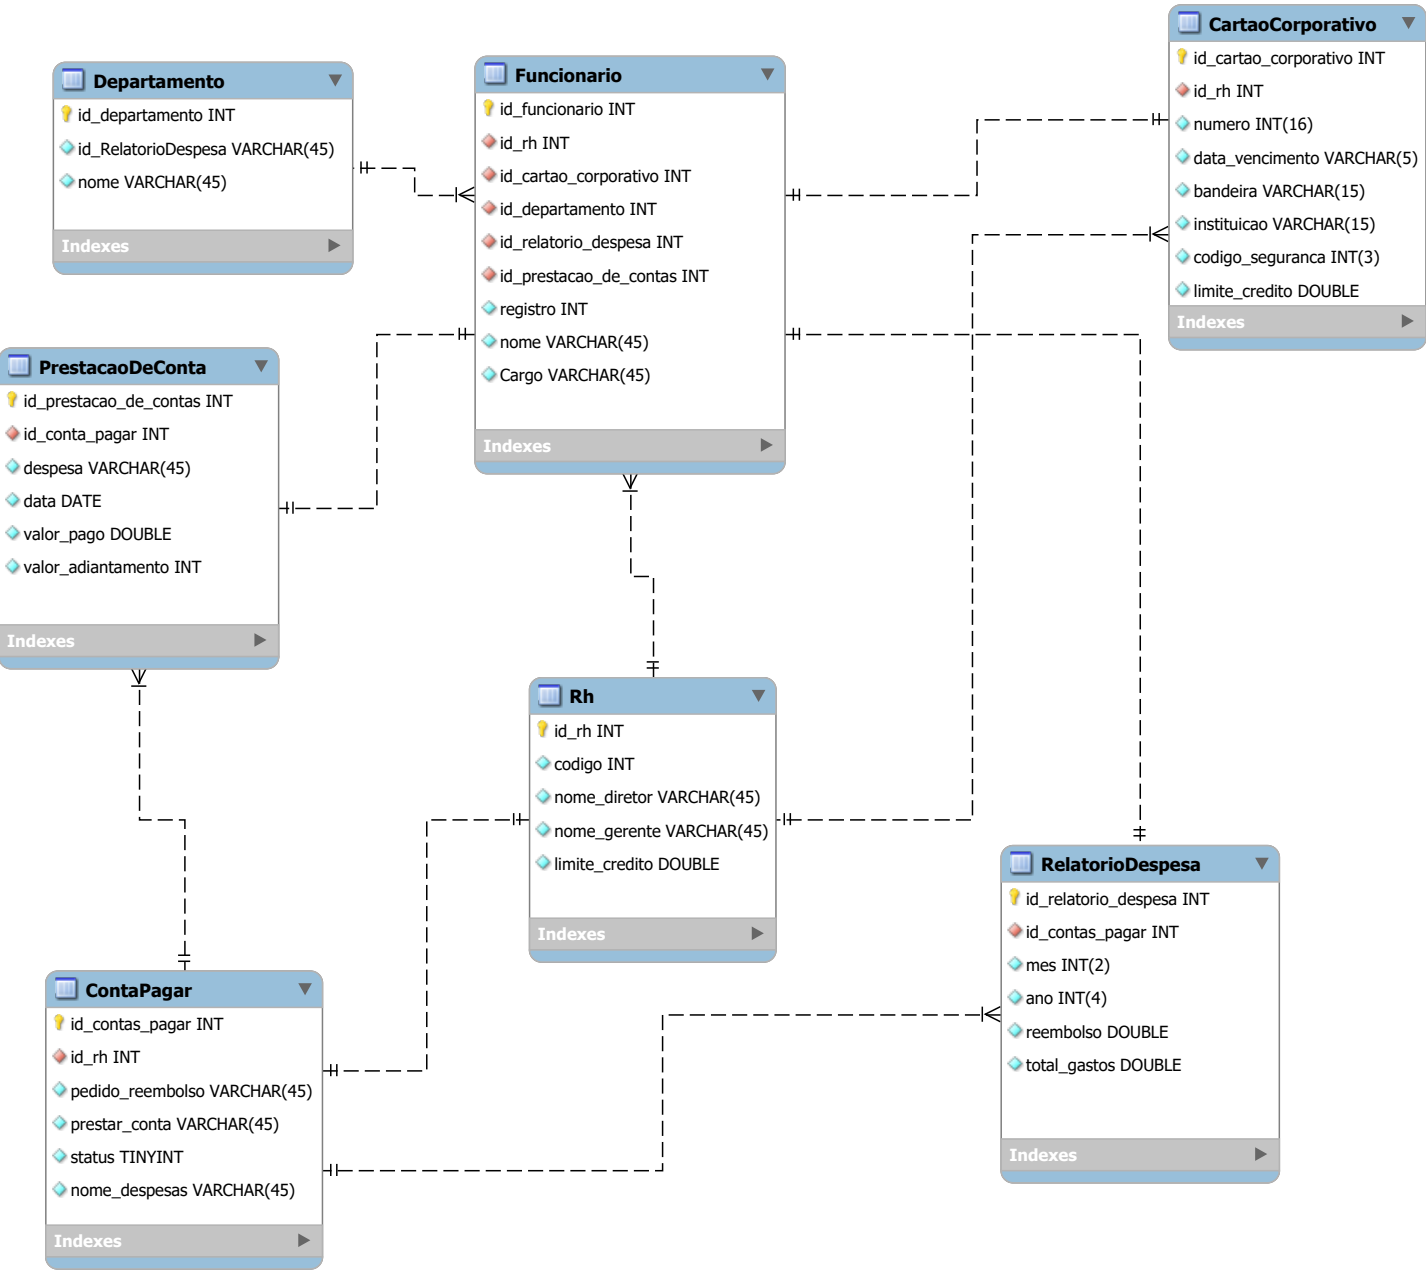 Departamento
id_departamento INT
id_RelatorioDespesa VARCHAR(45)
nome VARCHAR(45)
Indexes
Funcionario
id_funcionario INT
id_rh INT
id_cartao_corporativo INT
id_departamento INT
id_relatorio_despesa INT
id_prestacao_de_contas INT
registro INT
nome VARCHAR(45)
Cargo VARCHAR(45)
Indexes
CartaoCorporativo
id_cartao_corporativo INT
id_rh INT
numero INT(16)
data_vencimento VARCHAR(5)
bandeira VARCHAR(15)
instituicao VARCHAR(15)
codigo_seguranca INT(3)
limite_credito DOUBLE
Indexes
PrestacaoDeConta
id_prestacao_de_contas INT
id_conta_pagar INT
despesa VARCHAR(45)
data DATE
valor_pago DOUBLE
valor_adiantamento INT
Indexes
Rh
id_rh INT
codigo INT
nome_diretor VARCHAR(45)
nome_gerente VARCHAR(45)
limite_credito DOUBLE
Indexes
RelatorioDespesa
id_relatorio_despesa INT
id_contas_pagar INT
mes INT(2)
ano INT(4)
reembolso DOUBLE
total_gastos DOUBLE
Indexes
ContaPagar
id_contas_pagar INT
id_rh INT
pedido_reembolso VARCHAR(45)
prestar_conta VARCHAR(45)
status TINYINT
nome_despesas VARCHAR(45)
Indexes